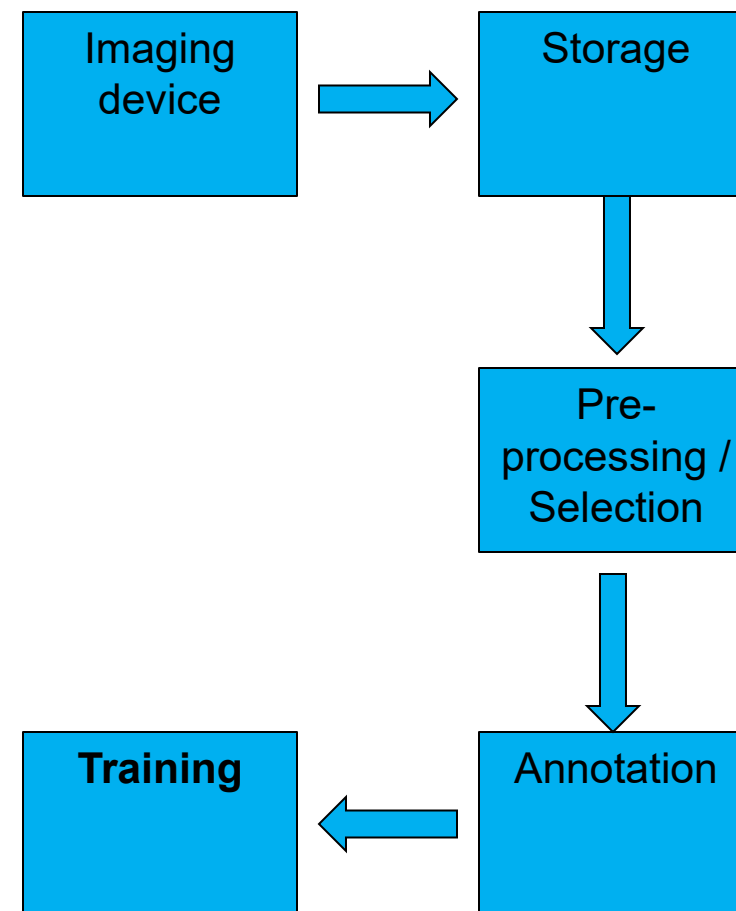 Imaging
device
Storage
Pre-
processing /
Selection
Annotation
Training